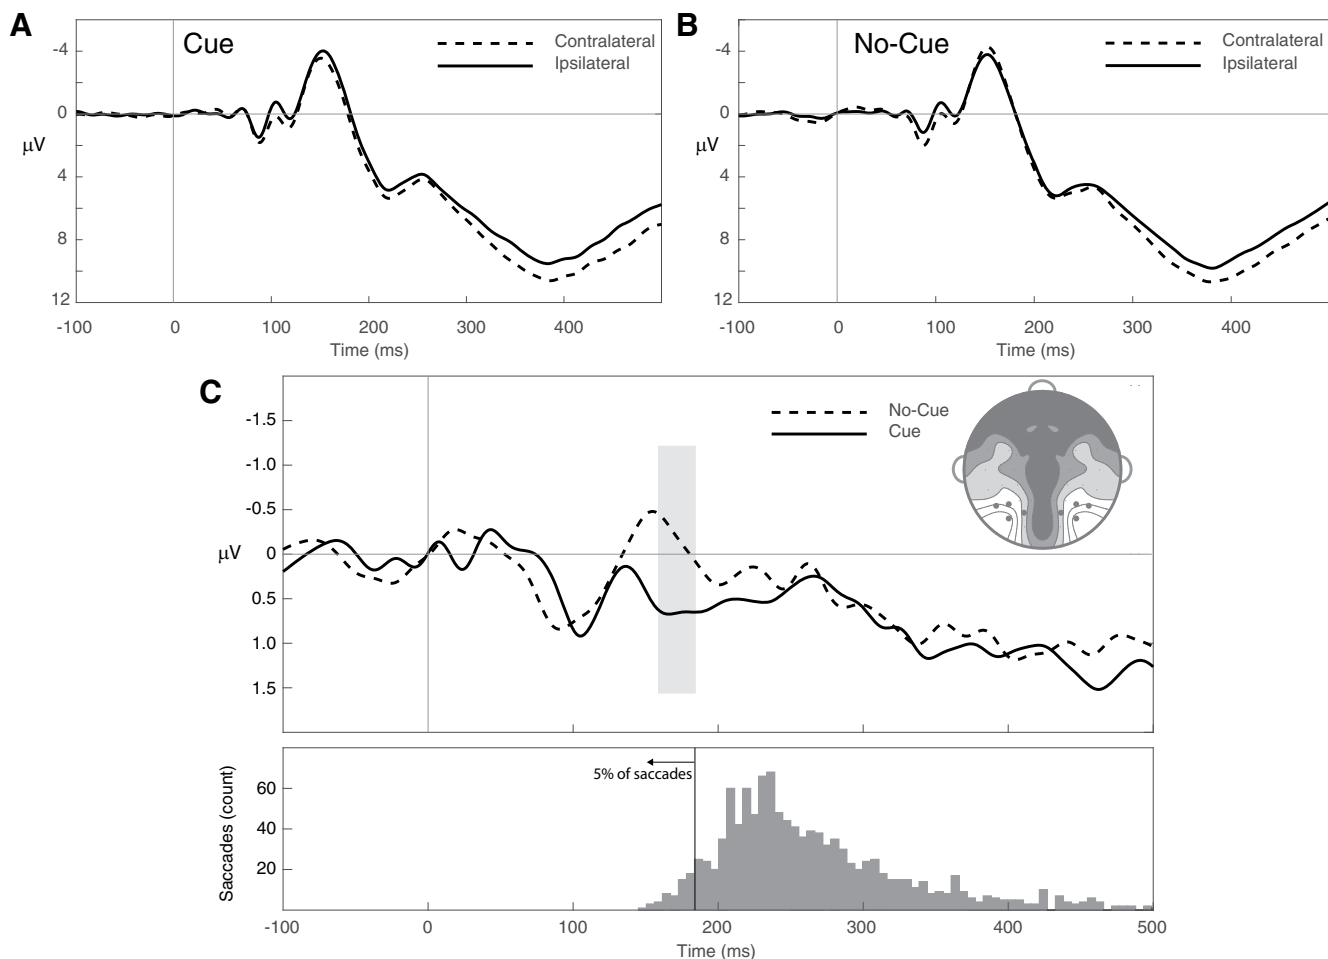 A
Cue
Contralateral
Ipsilateral
-4
0
µV
4
8
12
-100
0
100
200
300
400
Time (ms)
B
No-Cue
Contralateral
Ipsilateral
-4
0
µV
4
8
12
-100
0
100
200
300
400
Time (ms)
C
No-Cue
Cue
-1.5
-1.0
-0.5
µV
0
0.5
1.0
1.5
5% of saccades
Saccades (count)
60
40
20
-100
0
100
200
300
400
500
Time (ms)